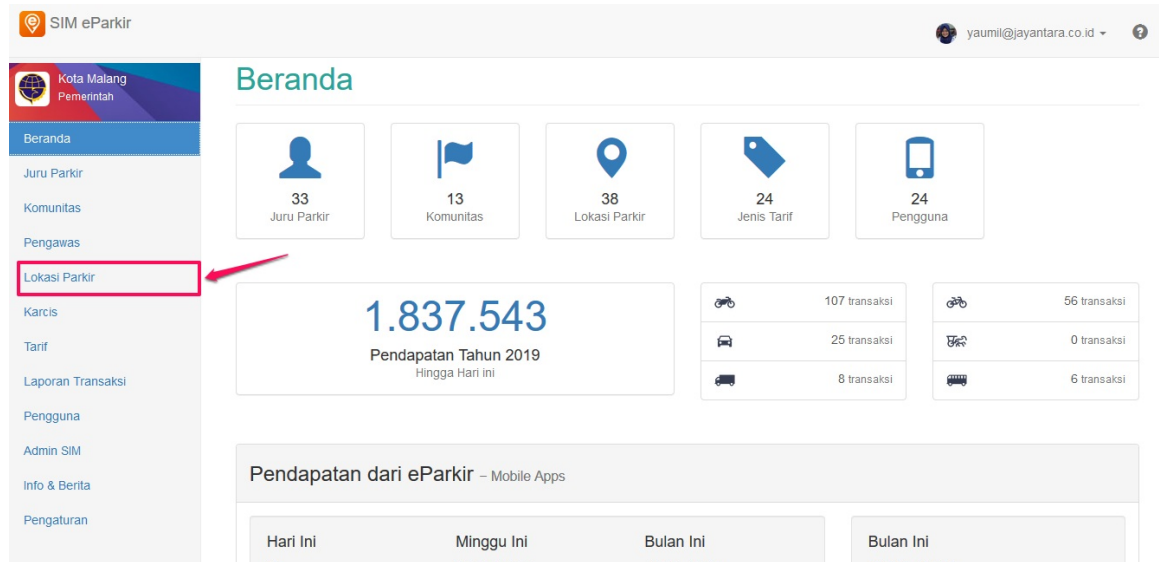 SIM eParkir
yaumil@jayantara.co.id
Kota Malang
Pemerintah
Beranda
Juru Parkir
Komunitas
Pengawas
Lokasi Parkir
Karcis
Tarif
Laporan Transaksi
Pengguna
Admin SIM
Info & Berita
Pengaturan
Beranda
33
Juru Parkir
13
Komunitas
38
Lokasi Parkir
24
Jenis Tarif
24
Pengguna
1.837.543
Pendapatan Tahun 2019
Hingga Hari ini
107 transaksi
25 transaksi
8 transaksi
56 transaksi
0 transaksi
6 transaksi
Pendapatan dari eParkir – Mobile Apps
Hari Ini
Minggu Ini
Bulan Ini
Bulan Ini